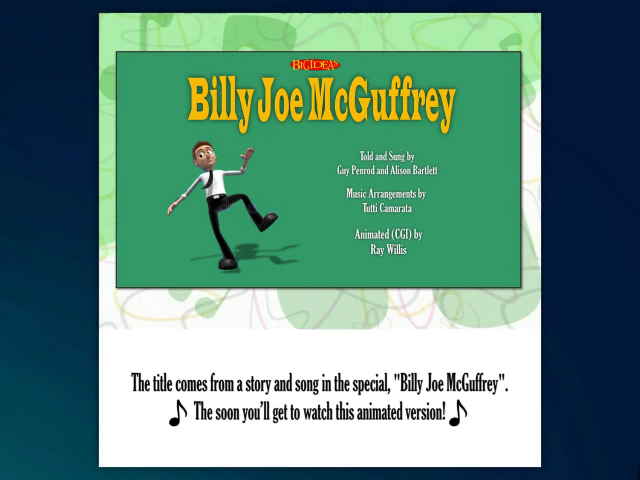 BIG IDEA'S
Billy Joe McGuffrey
Told and Sung by
Guy Penrod and Alison Bartlett
Music Arrangements by
Tutti Camarata
Animated (CGI) by
Ray Willis
The title comes from a story and song in the special, "Billy Joe McGuffrey".
♪ The soon you'll get to watch this animated version! ♪